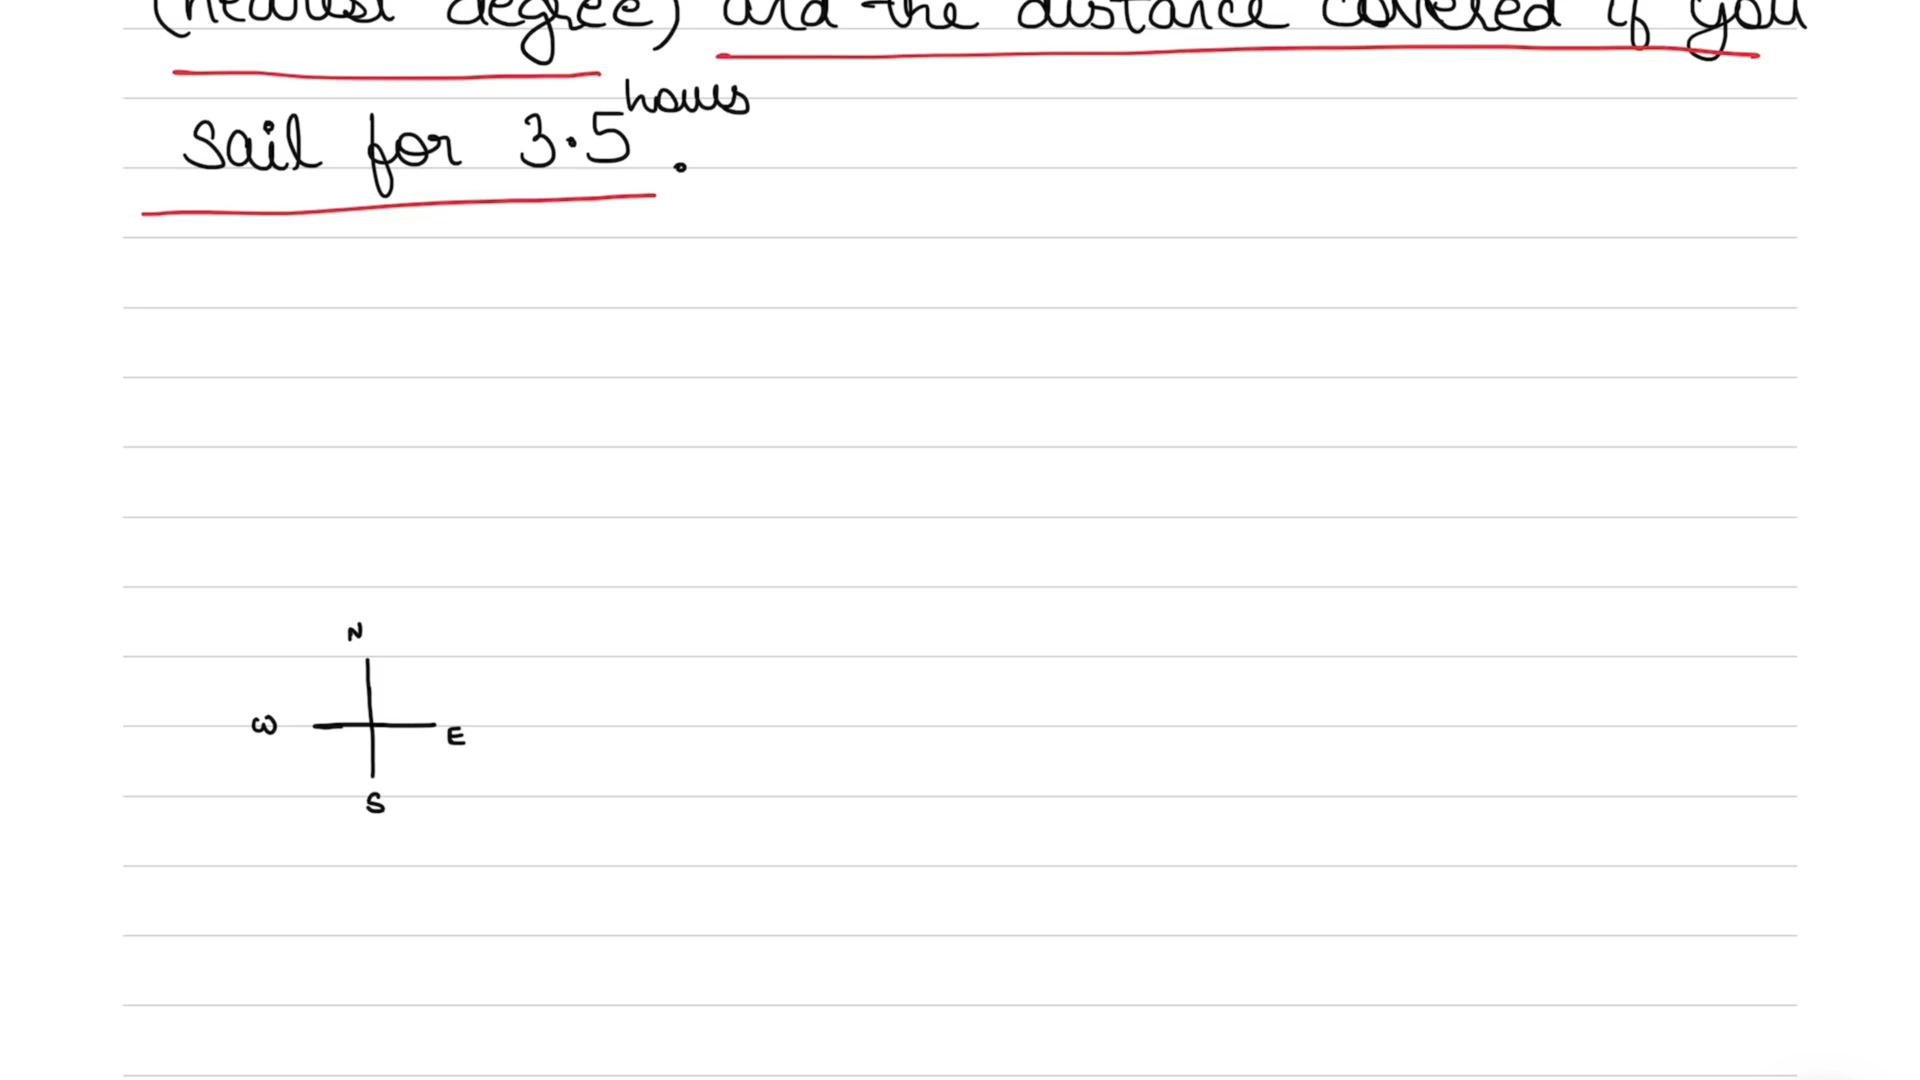 (nearest degree) and the distance covered if you
hours
Sail for 3.5 .
N
W E
S